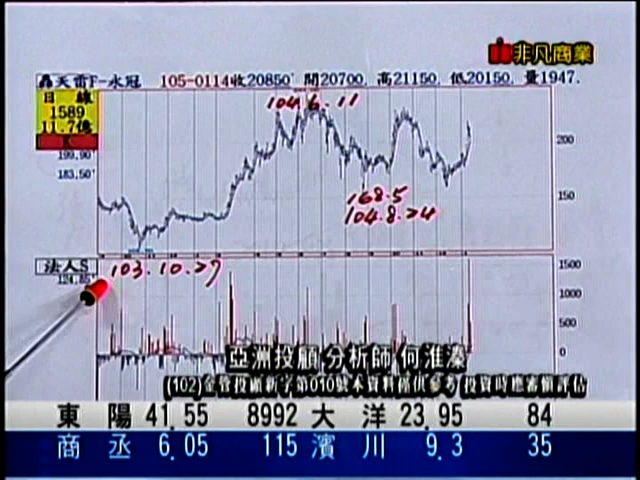 非凡商業
轟天雷F-永冠 105-0114收20850 開20700, 高21150, 低20150, 量1947.
日 線
1589
11.7億
K
199.90
183.50
104.6.11
200
150
168.5
104.8.24
法人S
124.85
103.10.27
1500
1000
500
0
亞洲投顧 分析師 何淮溱
(102)金管投顧新字第010號本資料僅供參考 投資時應審慎評估
東 陽 41.55 8992 大 洋 23.95 84
商 丞 6.05 115 濱 川 9.3 35